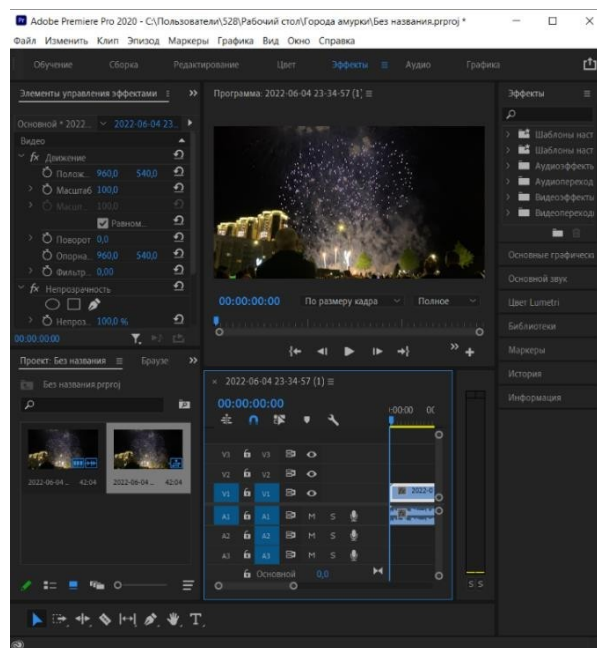 Adobe Premiere Pro 2020 - C:\Пользователи\528\Рабочий стол\Города амурки\Без названия.prproj *
Файл Изменить Клип Эпизод Маркеры Графика Вид Окно Справка
Обучение Сборка Редактирование Цвет Эффекты Аудио Графика
Элементы управления эффектами
Основной * 2022... 2022-06-04 23...
Видео
fx Движение
Полож... 960,0 540,0
Масштаб 100,0
Масшт... 100,0
Равном...
Поворот 0,0
Опорна... 960,0 540,0
Фильтр... 0,00
fx Непрозрачность
Непроз... 100,0 %
00:00:00:00
Программа: 2022-06-04 23-34-57 (1)
00:00:00:00 По размеру кадра Полное
Эффекты
Шаблоны наст
Шаблоны наст
Аудиоэффекты
Аудиопереход
Видеоэффекты
Видеопереходы
Основные графически
Основной звук
Цвет Lumetri
Библиотеки
Маркеры
История
Информация
Проект: Без названия Браузе
Без названия.prproj
2022-06-04 ... 42:04 2022-06-04 ... 42:04
× 2022-06-04 23-34-57 (1)
00:00:00:00
:00:00 00
V3 V3
V2 V2
V1 V1 2022-0
A1 A1 M S
A2 A2 M S
A3 A3 M S
Основной 0,0
S S
T